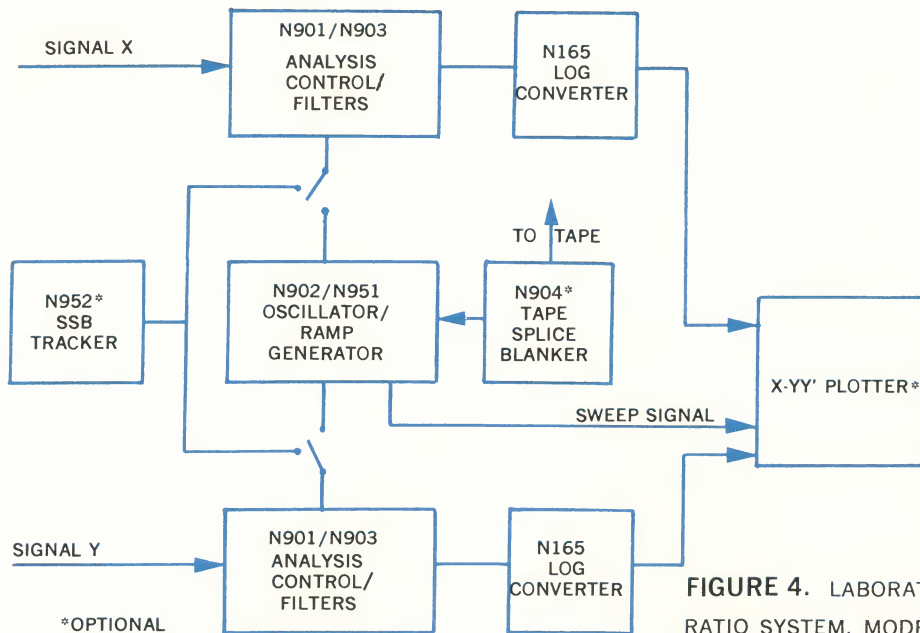 SIGNAL X
N901/N903
ANALYSIS
CONTROL/
FILTERS
N165
LOG
CONVERTER
TO TAPE
N952*
SSB
TRACKER
N902/N951
OSCILLATOR/
RAMP
GENERATOR
N904*
TAPE
SPLICE
BLANKER
X-YY' PLOTTER*
SWEEP SIGNAL
SIGNAL Y
N901/N903
ANALYSIS
CONTROL/
FILTERS
N165
LOG
CONVERTER
*OPTIONAL
FIGURE 4. LABORAT
RATIO SYSTEM, MODE